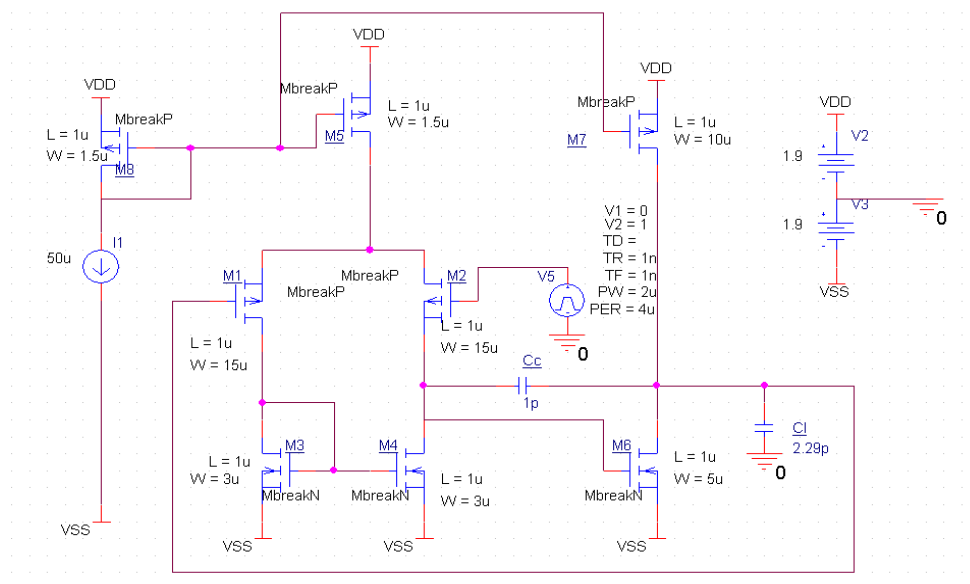 VDD
MbreakP
L = 1u
W = 1.5u
M8
I1
50u
VSS
VDD
MbreakP
L = 1u
W = 1.5u
M5
VDD
MbreakP
L = 1u
W = 10u
M7
VDD
V2
1.9
V3
1.9
0
VSS
M1
MbreakP
L = 1u
W = 15u
MbreakP
M2
L = 1u
W = 15u
V5
V1 = 0
V2 = 1
TD =
TR = 1n
TF = 1n
PW = 2u
PER = 4u
0
Cc
1p
M3
L = 1u
W = 3u
MbreakN
VSS
M4
L = 1u
W = 3u
MbreakN
VSS
M6
L = 1u
W = 5u
MbreakN
VSS
Cl
2.29p
0